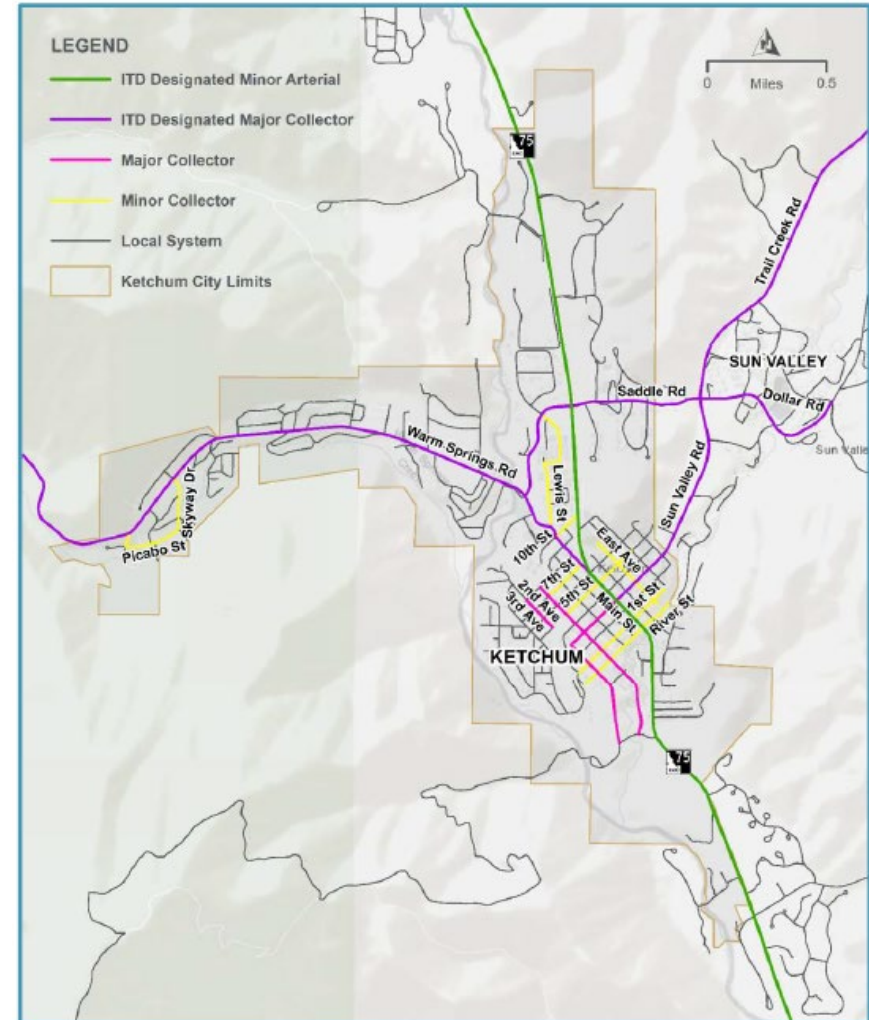 LEGEND
ITD Designated Minor Arterial
ITD Designated Major Collector
Major Collector
Minor Collector
Local System
Ketchum City Limits
0 0.5
Miles
75
Trail Creek Rd
SUN VALLEY
Saddle Rd
Dollar Rd
Sun Valle
Warm Springs Rd
Lewis St
Sun Valley Rd
Skyway Dr
Picabo St
10th St
East Ave
7th St
2nd Ave
5th St
3rd Ave
Main St
1st St
River St
KETCHUM
75